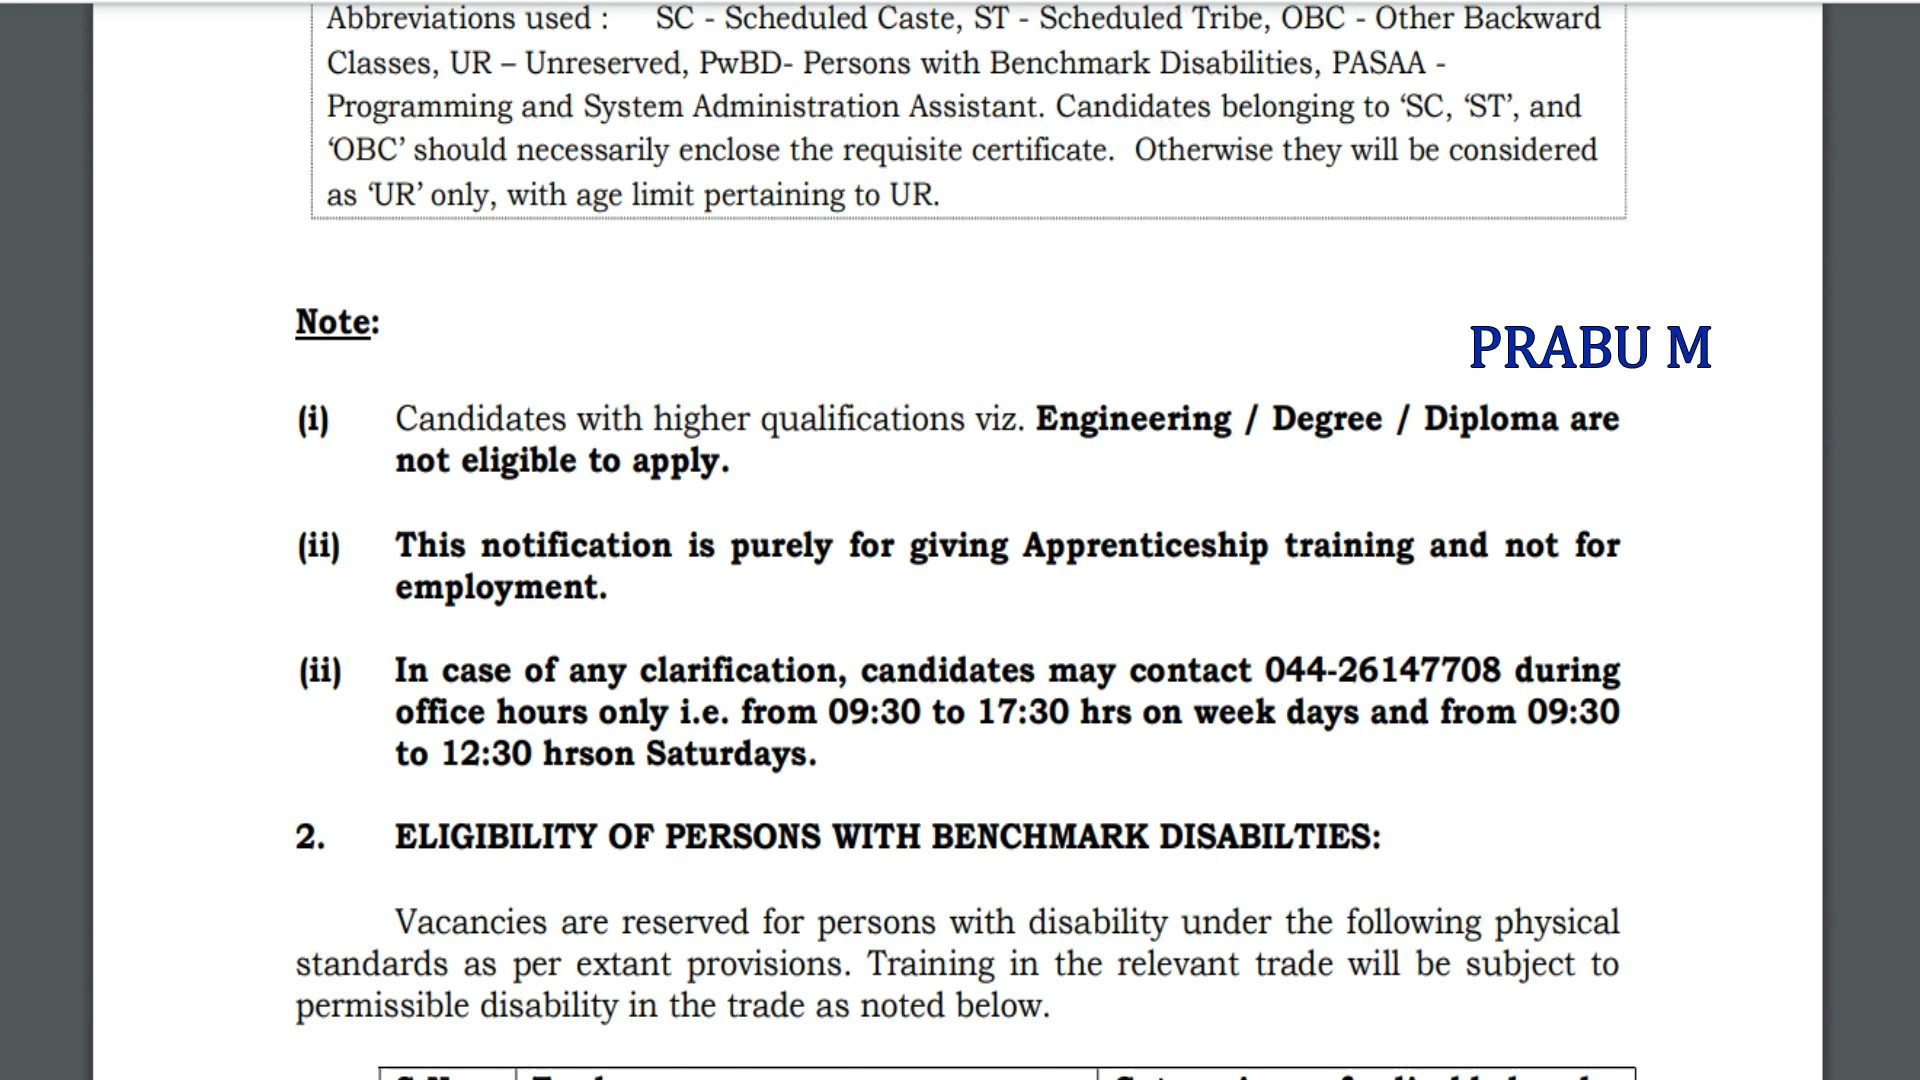 Abbreviations used : SC - Scheduled Caste, ST - Scheduled Tribe, OBC - Other Backward
Classes, UR – Unreserved, PwBD- Persons with Benchmark Disabilities, PASAA -
Programming and System Administration Assistant. Candidates belonging to ‘SC, ‘ST’, and
‘OBC’ should necessarily enclose the requisite certificate. Otherwise they will be considered
as ‘UR’ only, with age limit pertaining to UR.
Note:
PRABU M
(i) Candidates with higher qualifications viz. Engineering / Degree / Diploma are
not eligible to apply.
(ii) This notification is purely for giving Apprenticeship training and not for
employment.
(ii) In case of any clarification, candidates may contact 044-26147708 during
office hours only i.e. from 09:30 to 17:30 hrs on week days and from 09:30
to 12:30 hrson Saturdays.
2. ELIGIBILITY OF PERSONS WITH BENCHMARK DISABILTIES:
Vacancies are reserved for persons with disability under the following physical
standards as per extant provisions. Training in the relevant trade will be subject to
permissible disability in the trade as noted below.